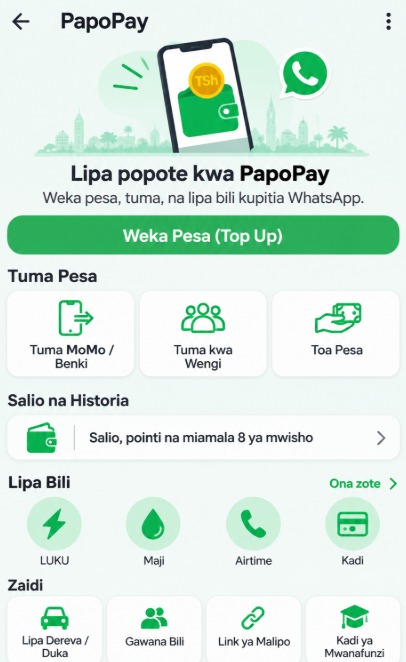 PapoPay
TSh
Lipa popote kwa PapoPay
Weka pesa, tuma, na lipa bili kupitia WhatsApp.
Weka Pesa (Top Up)
Tuma Pesa
Tuma MoMo /
Benki
Tuma kwa
Wengi
Toa Pesa
Salio na Historia
Salio, pointi na miamala 8 ya mwisho
Lipa Bili
Ona zote
LUKU
Maji
Airtime
Kadi
Zaidi
Lipa Dereva /
Duka
Gawana Bili
Link ya Malipo
Kadi ya
Mwanafunzi